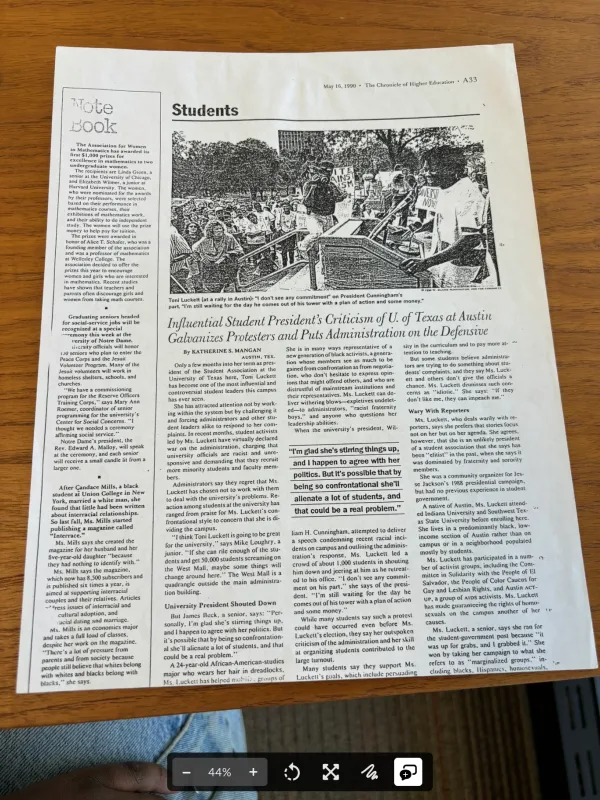 May 16, 1990 • The Chronicle of Higher Education • A33
Note
Book
The Association for Women
in Mathematics has awarded its
first $1,000 prizes for
excellence in mathematics to two
undergraduate women.
The recipients are Linda Green, a
senior at the University of Chicago,
and Elizabeth Wilmer, a junior at
Harvard University. The women,
who were nominated for the awards
by their professors, were selected
based on their performance in
mathematics courses, their
exhibitions of mathematics work,
and their ability to do independent
study. The women will use the prize
money to help pay for tuition.
The prizes were awarded in
honor of Alice T. Schafer, who was a
founding member of the association
and was a professor of mathematics
at Wellesley College. The
association decided to offer the
prizes this year to encourage
women and girls who are interested
in mathematics. Recent studies
have shown that teachers and
parents often discourage girls and
women from taking math courses.
Graduating seniors headed
for social-service jobs will be
recognized at a special
this week at the
versity of Notre Dame.
officials will honor
seniors who plan to enter the
Peace Corps and the Jesuit
Volunteer Program. Many of the
Jesuit volunteers will work in
homeless shelters, schools, and
churches.
"We have a commissioning
program for the Reserve Officers
Training Corps," says Mary Ann
Roemer, coordinator of senior
programming for the university's
Center for Social Concerns. "I
thought we needed a ceremony
affirming social service."
Notre Dame's president, the
Rev. Edward A. Malloy, will speak
at the ceremony, and each senior
will receive a small candle in from a
larger one.
After Candace Mills, a black
student at Union College in New
York, married a white man, she
found that little had been written
about interracial relationships.
So last fall, Ms. Mills started
publishing a magazine called
"Interrace."
Ms. Mills says she created the
magazine for her husband and her
five-year-old daughter "because
they had nothing to identify with."
Ms. Mills says the magazine,
which now has 8,500 subscribers and
is published six times a year, is
aimed at supporting interracial
couples and their relatives. Articles
issues of interracial and
cultural adoption, and
racial dating and marriage.
Ms. Mills is an economics major
and takes a full load of classes,
despite her work on the magazine.
"There's a lot of pressure from
parents and from society because
people still believe that whites belong
with whites and blacks belong with
blacks," she says.
Students
Toni Luckett (at a rally in Austin): "I don't see any commitment" on President Cunningham's
part. "I'm still waiting for the day he comes out of his tower with a plan of action and some money."
Influential Student President's Criticism of U. of Texas at Austin
Galvanizes Protesters and Puts Administration on the Defensive
By KATHERINE S. MANGAN
AUSTIN, TEX.
Only a few months into her term as president
of the Student Association at the
University of Texas here, Toni Luckett
has become one of the most influential and
controversial student leaders this campus
has ever seen.
She has attracted attention not by working
within the system but by challenging it
and forcing administrators and other student
leaders alike to respond to her complaints.
In recent months, student activists
led by Ms. Luckett have virtually declared
war on the administration, charging that
university officials are racist and unresponsive
and demanding that they recruit
more minority students and faculty members.
Administrators say they regret that Ms.
Luckett has chosen not to work with them
to deal with the university's problems. Reaction
among students at the university has
ranged from praise for Ms. Luckett's confrontational
style to concern that she is dividing
the campus.
"I think Toni Luckett is going to be great
for the university," says Mike Loughry, a
junior. "If she can rile enough of the students
and get 50,000 students screaming on
the West Mall, maybe some things will
change around here." The West Mall is a
quadrangle outside the main administration
building.
University President Shouted Down
But James Buck, a senior, says: "Personally,
I'm glad she's stirring things up,
and I happen to agree with her politics. But
it's possible that by being so confrontational
she'll alienate a lot of students, and that
could be a real problem."
A 24-year-old African-American-studies
major who wears her hair in dreadlocks,
Ms. Luckett has helped groups of
She is in many ways representative of a
new generation of black activists, a generation
whose members see as much to be
gained from confrontation as from negotiation,
who don't hesitate to express opinions
that might offend others, and who are
distrustful of mainstream institutions and
their representatives. Ms. Luckett can deliver
withering blows—expletives undeleted—to
administrators, "racist fraternity
boys," and anyone who questions her
leadership abilities.
When the university's president, Wil-
"I'm glad she's stirring things up,
and I happen to agree with her
politics. But it's possible that by
being so confrontational she'll
alienate a lot of students, and
that could be a real problem."
liam H. Cunningham, attempted to deliver
a speech condemning recent racial incidents
on campus and outlining the administration's
response, Ms. Luckett led a
crowd of about 1,000 students in shouting
him down and jeering at him as he retreated
to his office. "I don't see any commitment
on his part," she says of the president.
"I'm still waiting for the day he
comes out of his tower with a plan of action
and some money."
While many students say such a protest
could have occurred even before Ms.
Luckett's election, they say her outspoken
criticism of the administration and her skill
at organizing students contributed to the
large turnout.
Many students say they support Ms.
Luckett's goals, which include persuading
sity in the curriculum and to pay more attention
to teaching.
But some students believe administrators
are trying to do something about students'
complaints, and they say Ms. Luckett
and others don't give the officials a
chance. Ms. Luckett dismisses such concerns
as "idiotic." She says: "If they
don't like me, they can impeach me."
Wary With Reporters
Ms. Luckett, who deals warily with reporters,
says she prefers that stories focus
not on her but on her agenda. She agrees,
however, that she is an unlikely president
of a student association that she says has
been "elitist" in the past, when she says it
was dominated by fraternity and sorority
members.
She was a community organizer for Jesse
Jackson's 1988 presidential campaign,
but had no previous experience in student
government.
A native of Austin, Ms. Luckett attended
Indiana University and Southwest Texas
State University before enrolling here.
She lives in a predominantly black, low-income
section of Austin rather than on
campus or in a neighborhood populated
mostly by students.
Ms. Luckett has participated in a number
of activist groups, including the Committee
in Solidarity with the People of El
Salvador, the People of Color Caucus for
Gay and Lesbian Rights, and Austin ACT-UP,
a group of AIDS activists. Ms. Luckett
has made guaranteeing the rights of homosexuals
on the campus another of her
causes.
Ms. Luckett, a senior, says she ran for
the student-government post because "it
was up for grabs, and I grabbed it." She
won by taking her campaign to what she
refers to as "marginalized groups," including
blacks, Hispanics, homosexuals,
44%